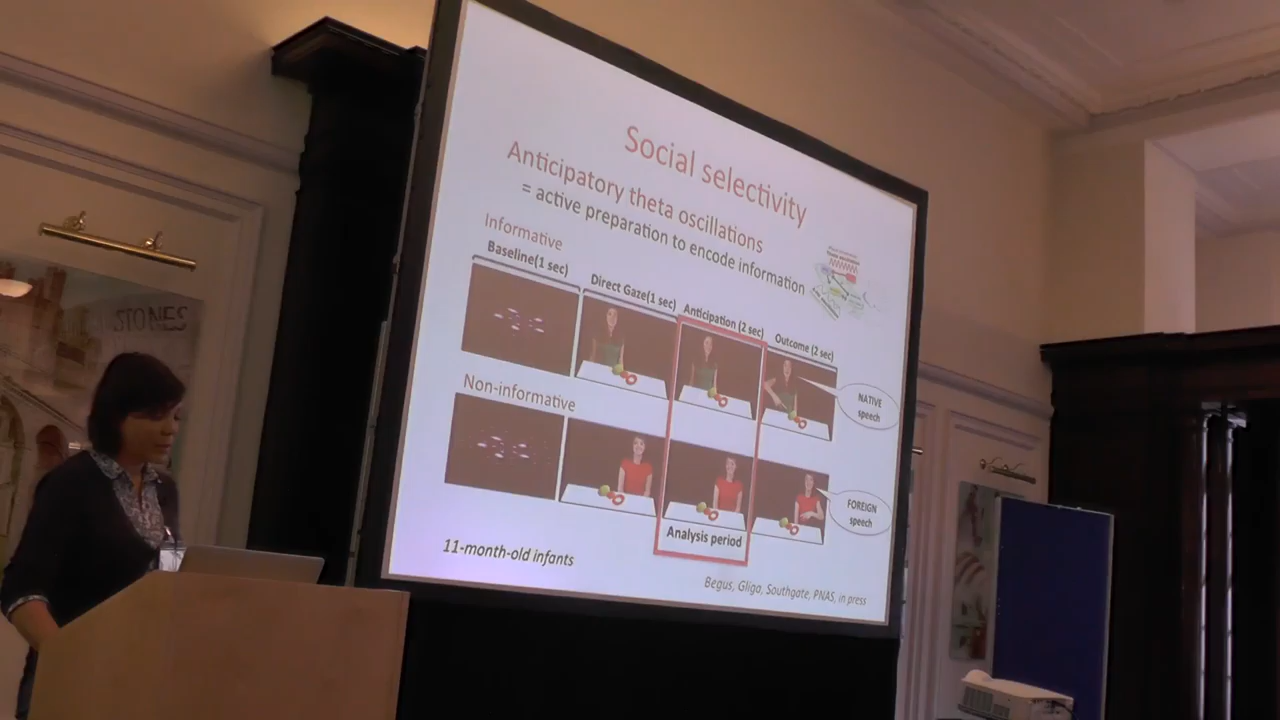 Social selectivity
Anticipatory theta oscillations
= active preparation to encode information
Informative
Baseline(1 sec)
Direct Gaze(1 sec)
Anticipation (2 sec)
Outcome (2 sec)
NATIVE
speech
Non-informative
FOREIGN
speech
Analysis period
11-month-old infants
Begus, Gliga, Southgate, PNAS, in press
STONES